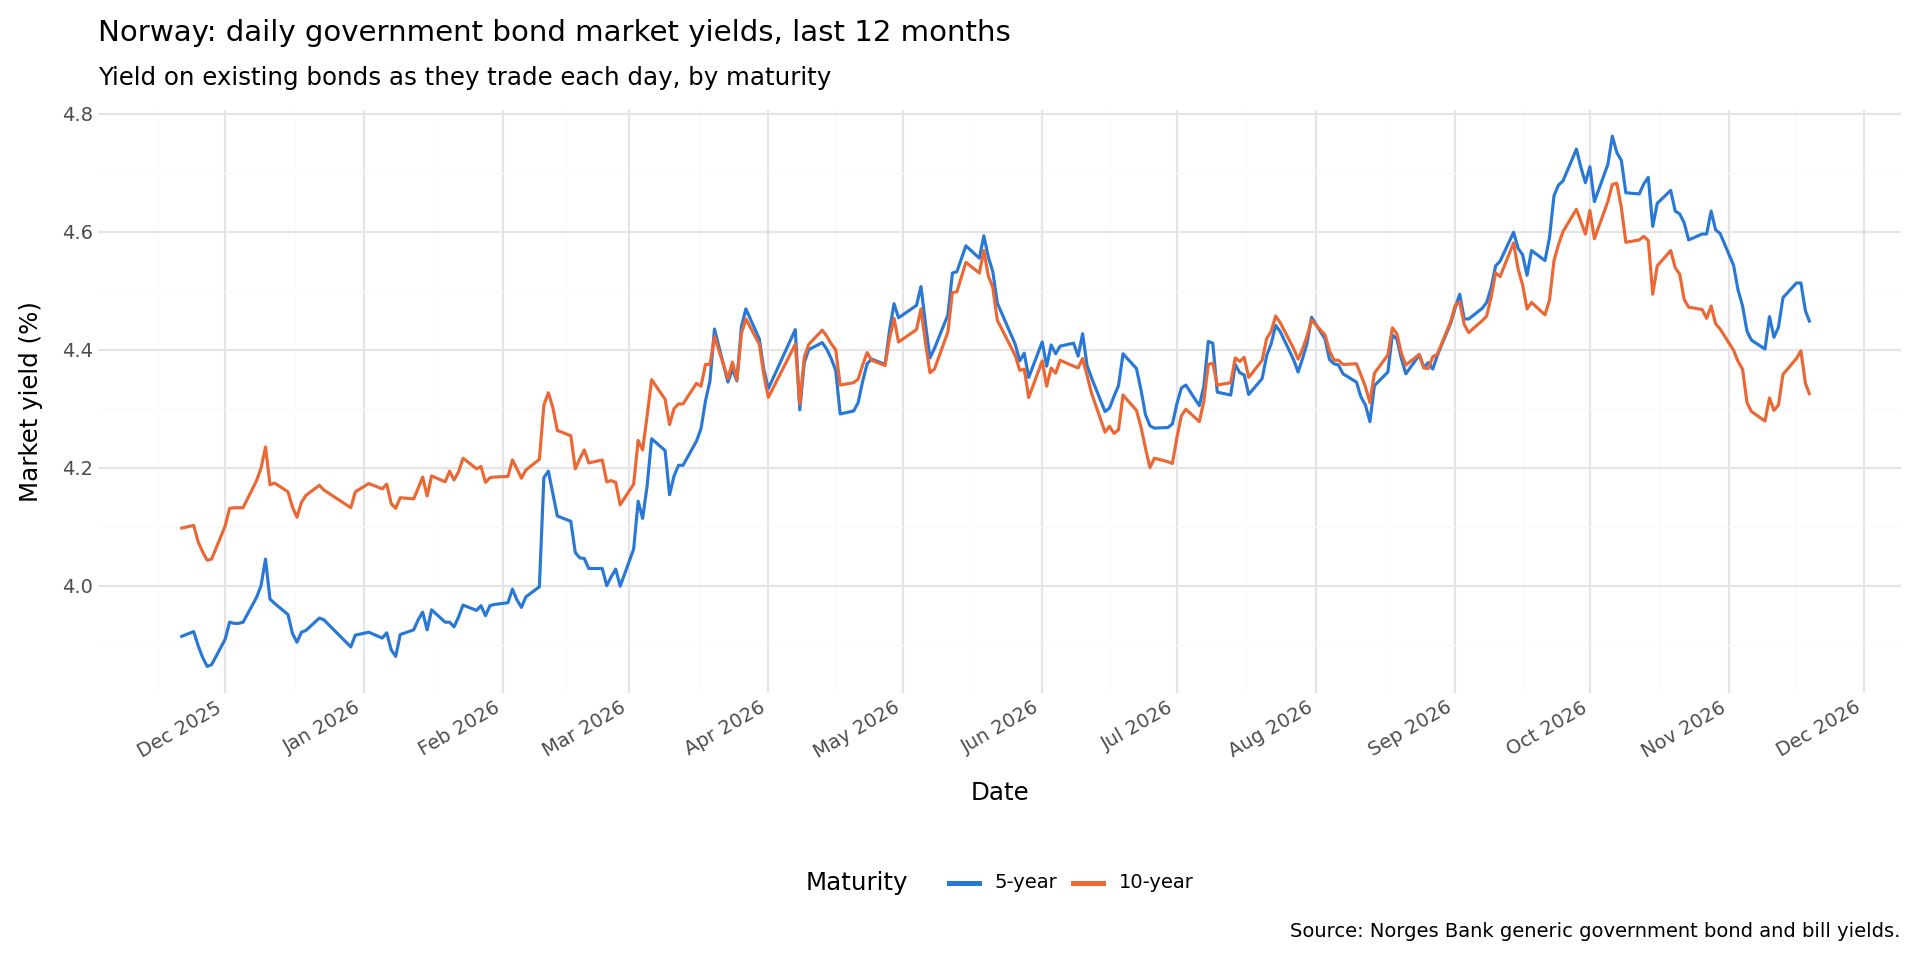 Norway: daily government bond market yields, last 12 months
Yield on existing bonds as they trade each day, by maturity
Market yield (%)
4.8
4.6
4.4
4.2
4.0
Dec 2025
Jan 2026
Feb 2026
Mar 2026
Apr 2026
May 2026
Jun 2026
Jul 2026
Aug 2026
Sep 2026
Oct 2026
Nov 2026
Dec 2026
Date
Maturity
5-year
10-year
Source: Norges Bank generic government bond and bill yields.